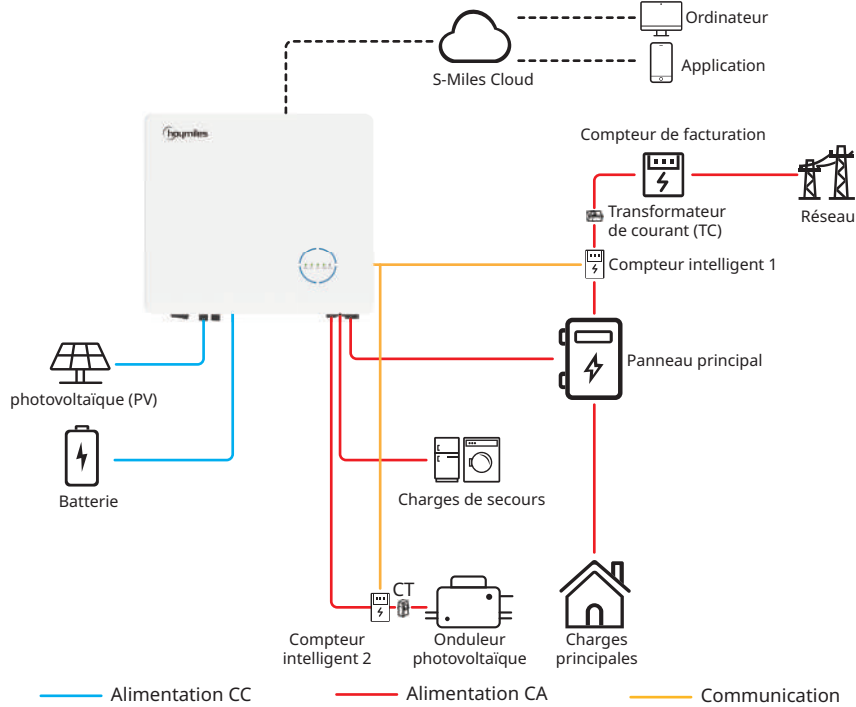 Ordinateur
S-Miles Cloud
Application
hoymiles
Compteur de facturation
Transformateur
de courant (TC)
Réseau
Compteur intelligent 1
Panneau principal
photovoltaïque (PV)
Batterie
Charges de secours
CT
Compteur
intelligent 2
Onduleur
photovoltaïque
Charges
principales
Alimentation CC
Alimentation CA
Communication